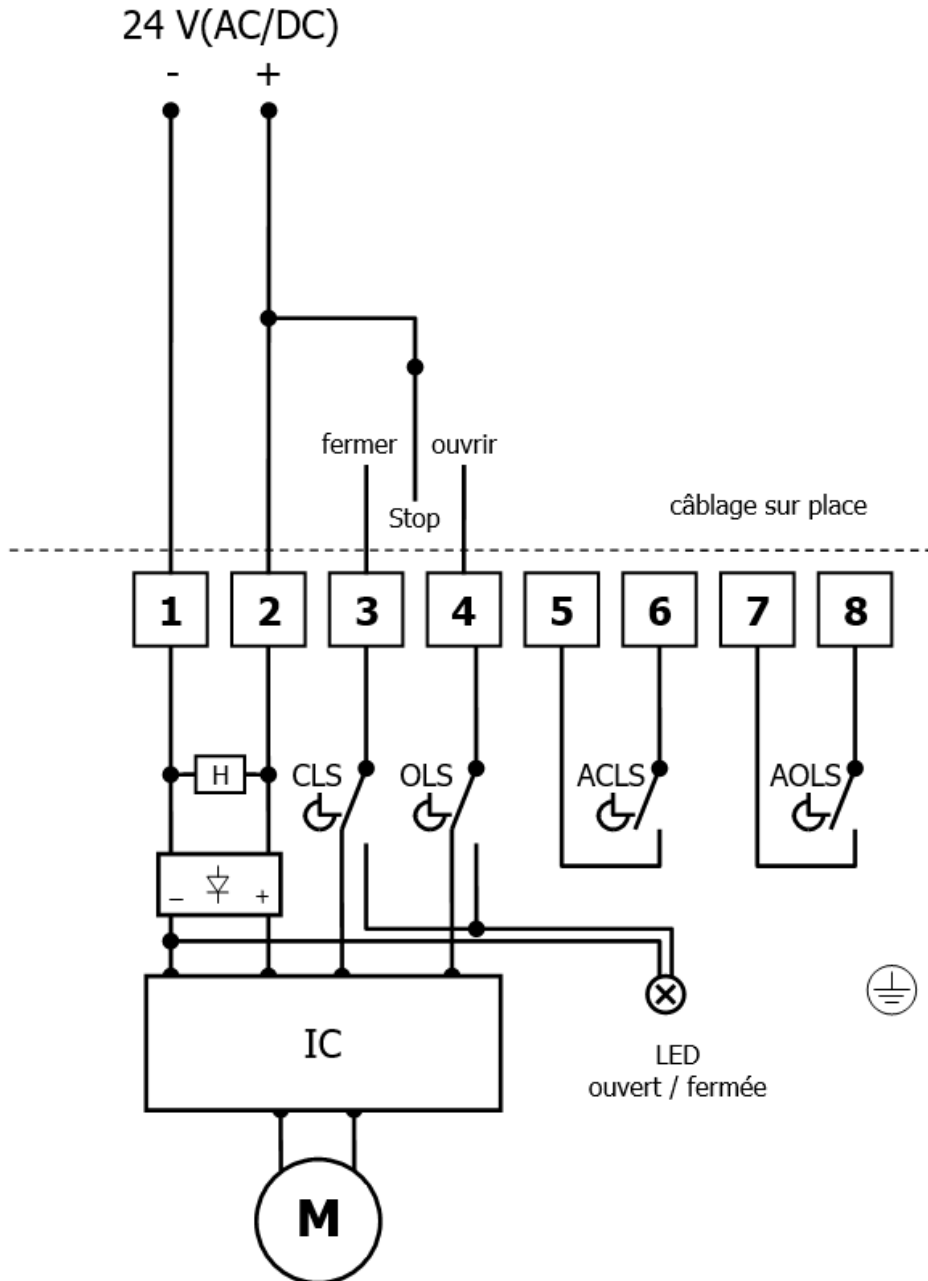 24 V(AC/DC)
- +
fermer ouvrir
Stop
câblage sur place
1 2 3 4 5 6 7 8
H CLS OLS ACLS AOLS
– +
IC
LED
ouvert / fermée
M